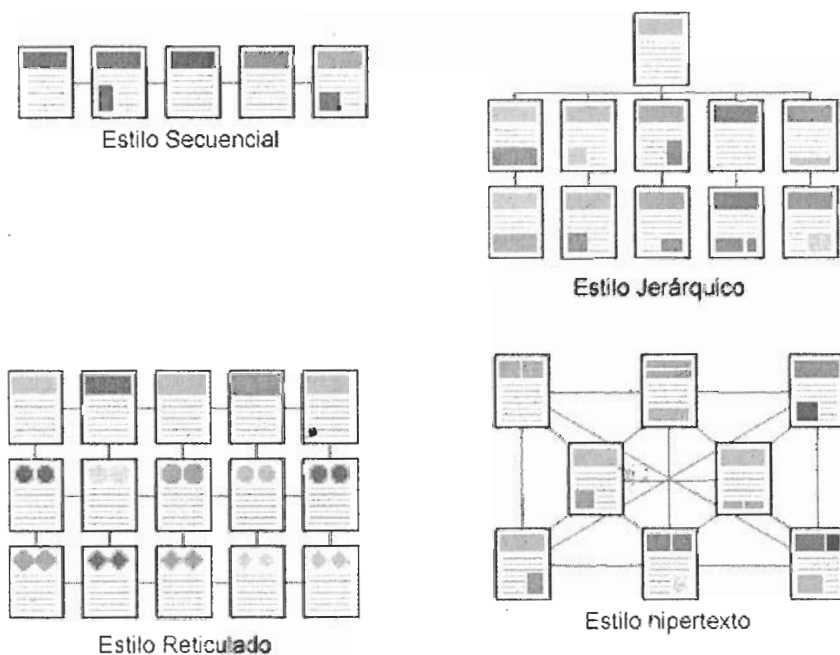 Estilo Secuencial
Estilo Jerárquico
Estilo Reticulado
Estilo hipertexto